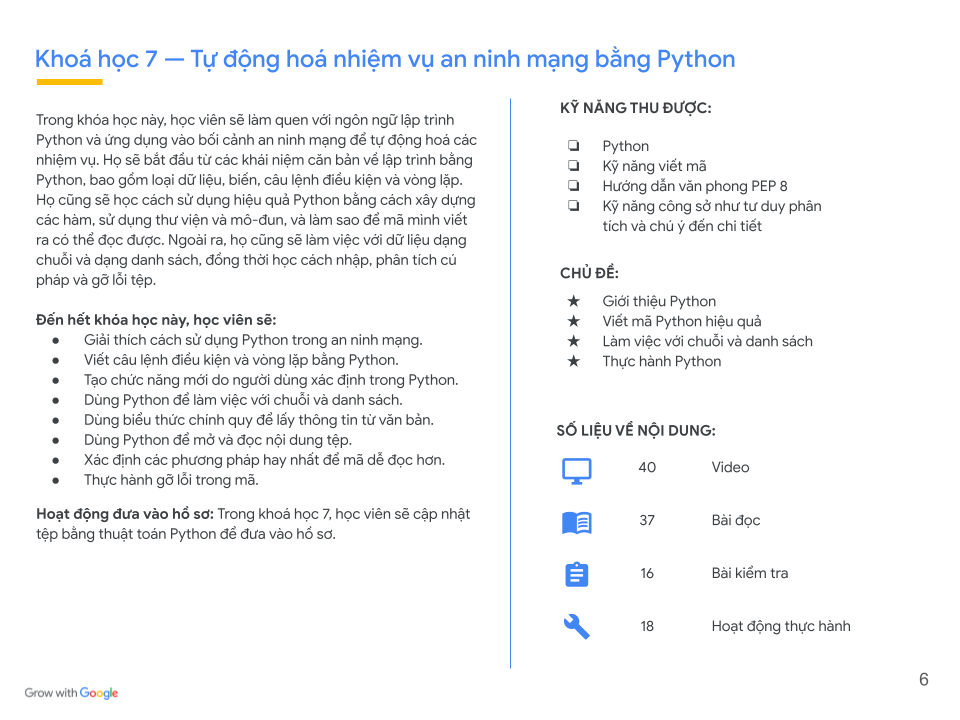 Khoá học 7 — Tự động hoá nhiệm vụ an ninh mạng bằng Python
Trong khóa học này, học viên sẽ làm quen với ngôn ngữ lập trình
Python và ứng dụng vào bối cảnh an ninh mạng để tự động hoá các
nhiệm vụ. Họ sẽ bắt đầu từ các khái niệm căn bản về lập trình bằng
Python, bao gồm loại dữ liệu, biến, câu lệnh điều kiện và vòng lặp.
Họ cũng sẽ học cách sử dụng hiệu quả Python bằng cách xây dựng
các hàm, sử dụng thư viện và mô-đun, và làm sao để mã mình viết
ra có thể đọc được. Ngoài ra, họ cũng sẽ làm việc với dữ liệu dạng
chuỗi và dạng danh sách, đồng thời học cách nhập, phân tích cú
pháp và gỡ lỗi tệp.
Đến hết khóa học này, học viên sẽ:
● Giải thích cách sử dụng Python trong an ninh mạng.
● Viết câu lệnh điều kiện và vòng lặp bằng Python.
● Tạo chức năng mới do người dùng xác định trong Python.
● Dùng Python để làm việc với chuỗi và danh sách.
● Dùng biểu thức chính quy để lấy thông tin từ văn bản.
● Dùng Python để mở và đọc nội dung tệp.
● Xác định các phương pháp hay nhất để mã dễ đọc hơn.
● Thực hành gỡ lỗi trong mã.
Hoạt động đưa vào hồ sơ: Trong khoá học 7, học viên sẽ cập nhật
tệp bằng thuật toán Python để đưa vào hồ sơ.
KỸ NĂNG THU ĐƯỢC:
❏ Python
❏ Kỹ năng viết mã
❏ Hướng dẫn văn phong PEP 8
❏ Kỹ năng công sở như tư duy phân
tích và chú ý đến chi tiết
CHỦ ĐỀ:
★ Giới thiệu Python
★ Viết mã Python hiệu quả
★ Làm việc với chuỗi và danh sách
★ Thực hành Python
SỐ LIỆU VỀ NỘI DUNG:
40 Video
37 Bài đọc
16 Bài kiểm tra
18 Hoạt động thực hành
Grow with Google
6